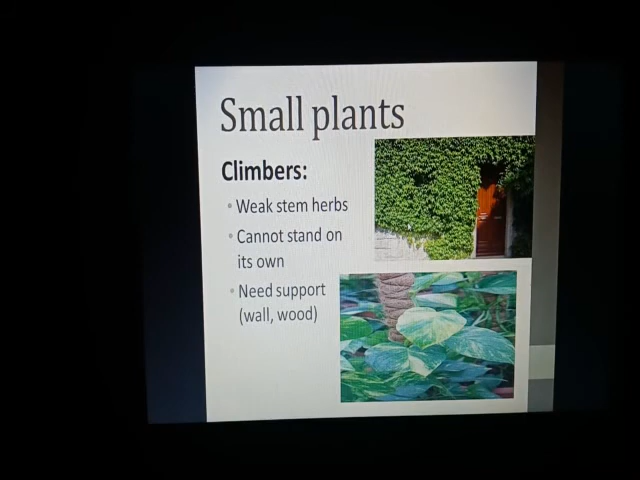 Small plants
Climbers:
• Weak stem herbs
• Cannot stand on
its own
• Need support
(wall, wood)